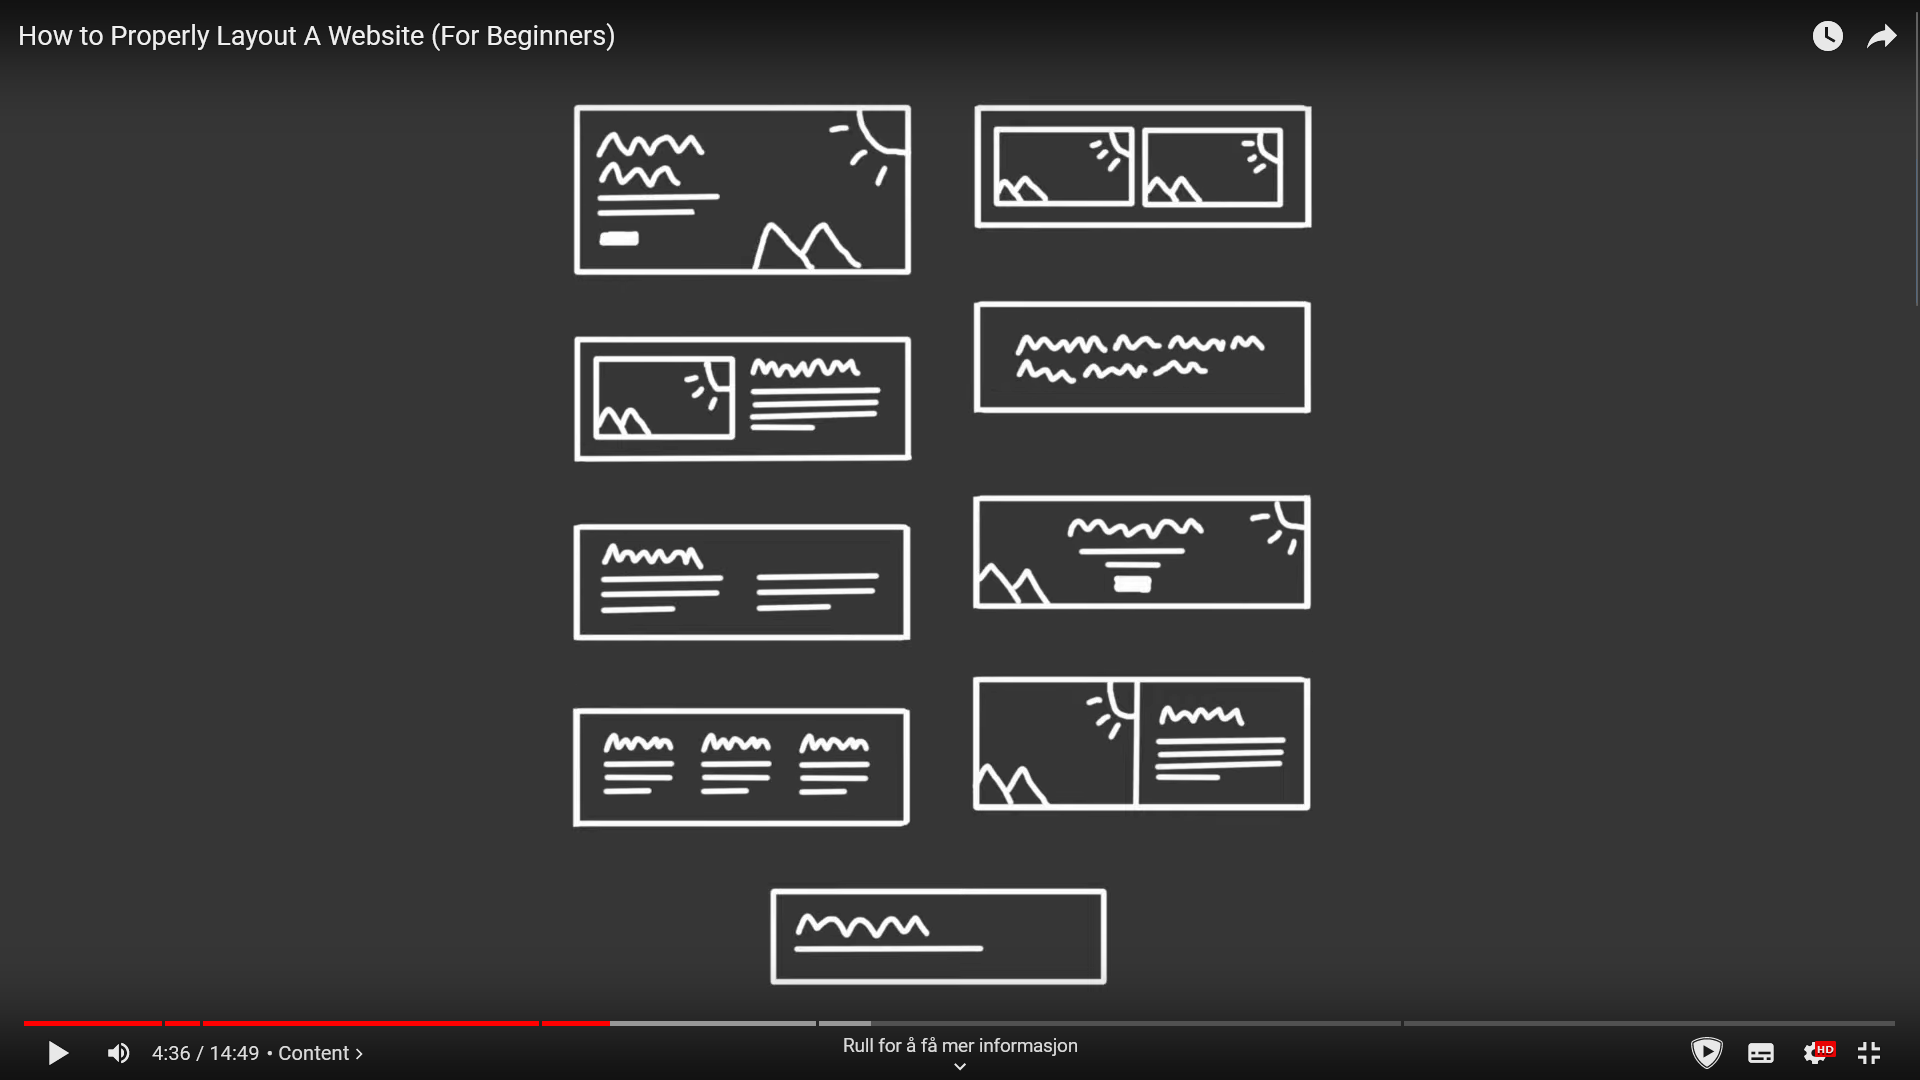 How to Properly Layout A Website (For Beginners)
4:36 / 14:49 • Content ›
Rull for å få mer informasjon
HD